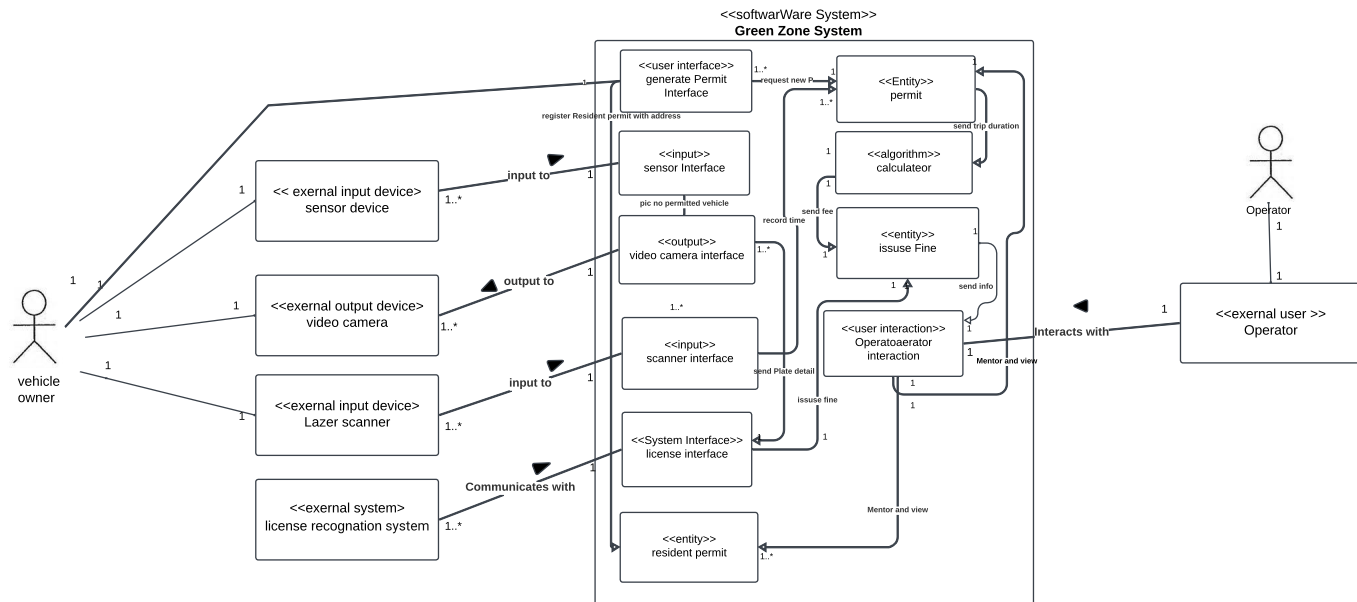 <<softwarWare System>>
Green Zone System
<<user interface>>
generate Permit
Interface
1..*
request new P
1
1
<<Entity>>
permit
1..*
1
register Resident permit with address
send trip duration
<<input>>
sensor Interface
1
<<algorithm>>
calculateor
1
pic no permitted vehicle
send fee
record time
<<output>>
video camera interface
1..*
<<entity>>
issuse Fine
1
1
send info
1
1
1..*
<<input>>
scanner interface
send Plate detail
<<user interaction>>
Operatoaerator
interaction
1
1
Mentor and view
1
1
issuse fine
<<System Interface>>
license interface
1
1
Mentor and view
<<entity>>
resident permit
1..*
<< exernal input device>
sensor device
1
1..*
input to
1
<<exernal output device>
video camera
1
1..*
output to
1
<<exernal input device>
Lazer scanner
1
1..*
input to
1
<<exernal system>
license recognation system
1..*
Communicates with
1
1
1
1
1
vehicle
owner
Operator
1
1
<<exernal user >>
Operator
1
Interacts with